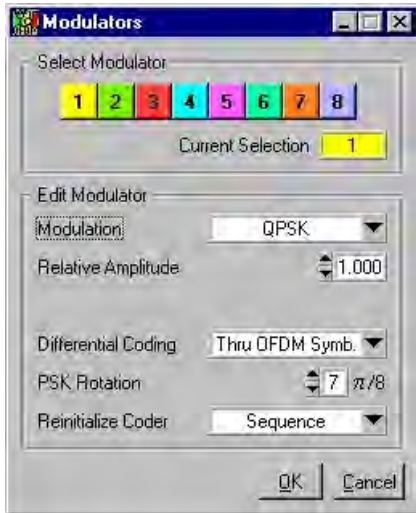 Modulators
Select Modulator
1 2 3 4 5 6 7 8
Current Selection 1
Edit Modulator
Modulation QPSK
Relative Amplitude 1.000
Differential Coding Thru OFDM Symb.
PSK Rotation 7 π/8
Reinitialize Coder Sequence
OK Cancel